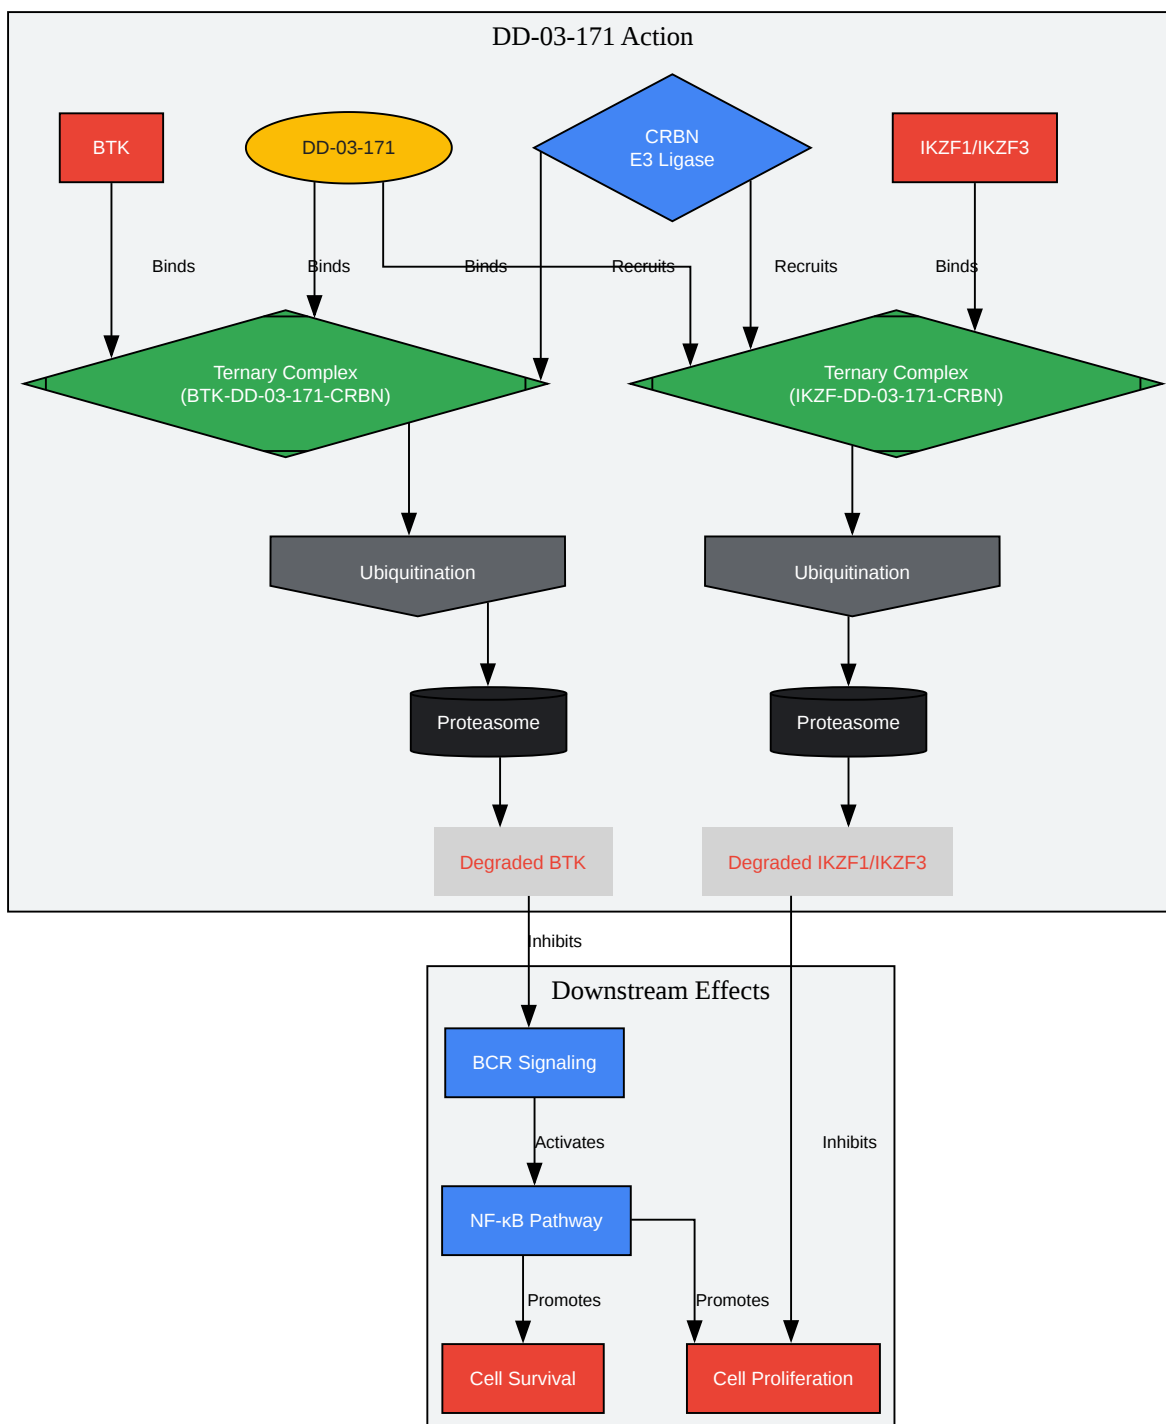 DD-03-171 Action
BTK
DD-03-171
CRBN
E3 Ligase
IKZF1/IKZF3
Binds
Binds
Binds
Recruits
Recruits
Binds
Ternary Complex
(BTK-DD-03-171-CRBN)
Ternary Complex
(IKZF-DD-03-171-CRBN)
Ubiquitination
Ubiquitination
Proteasome
Proteasome
Degraded BTK
Degraded IKZF1/IKZF3
Inhibits
Downstream Effects
BCR Signaling
Activates
Inhibits
NF-κB Pathway
Promotes
Promotes
Cell Survival
Cell Proliferation